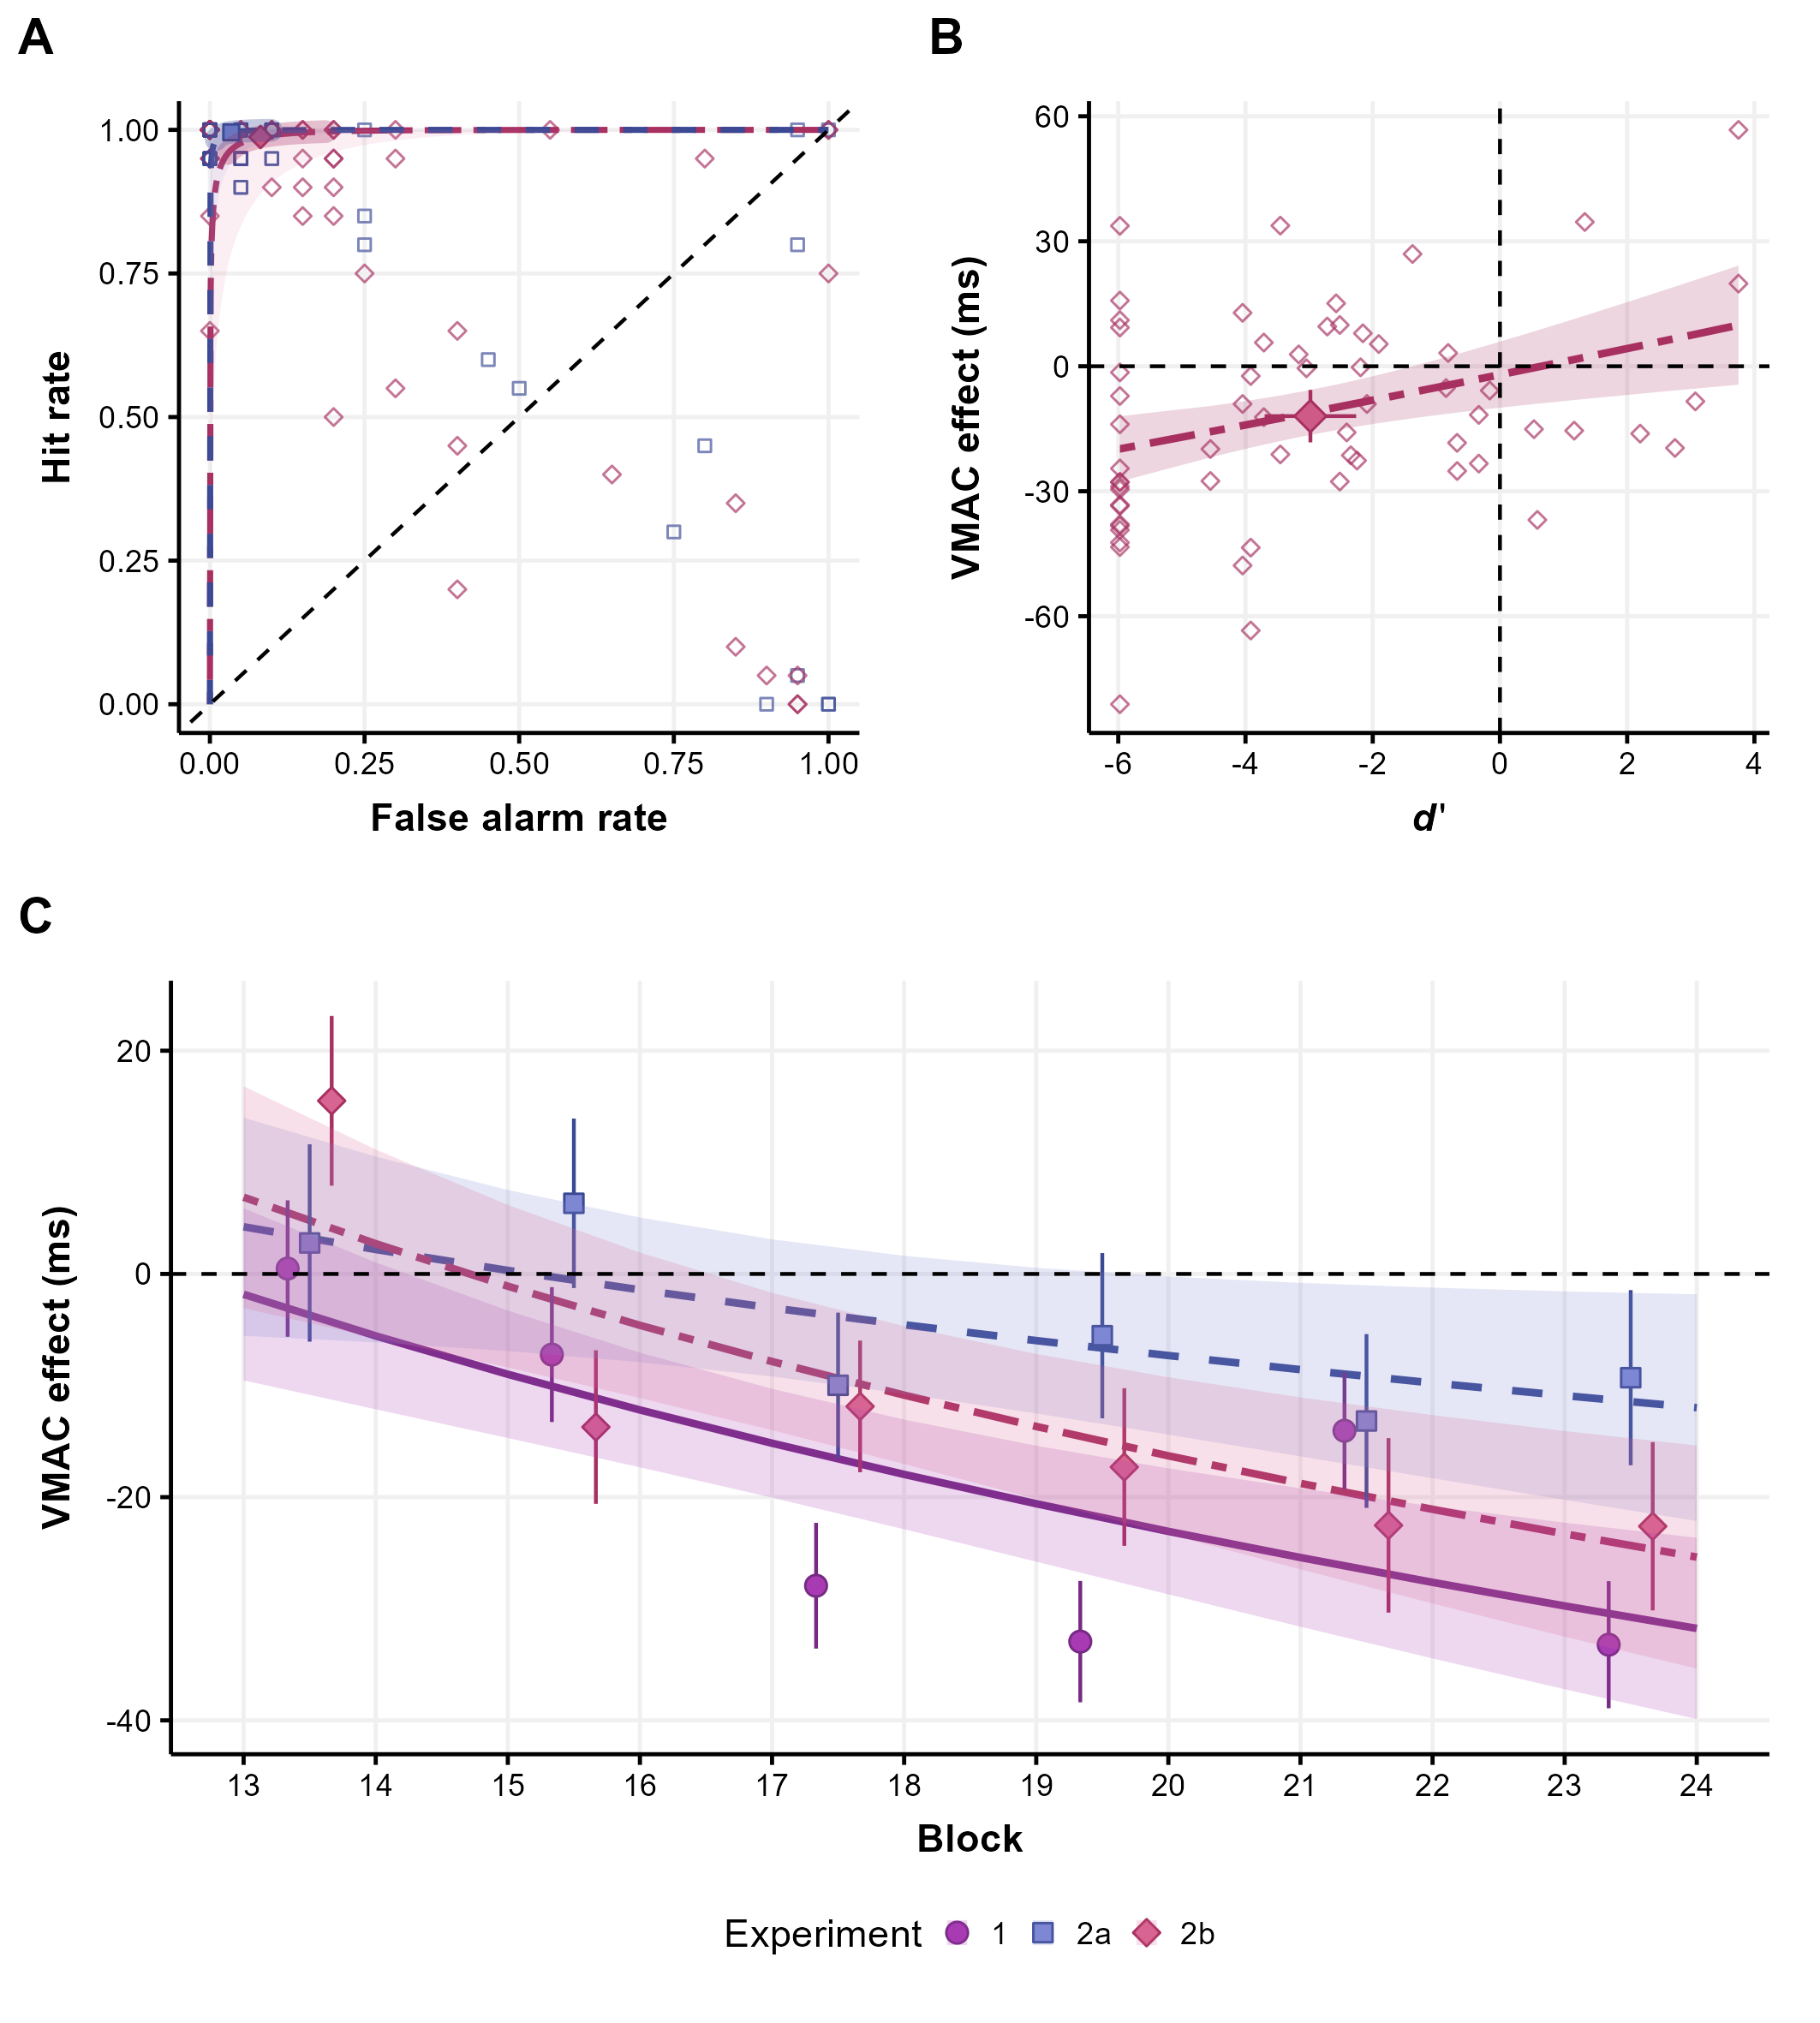 A
B
1.00
0.75
0.50
0.25
0.00
Hit rate
0.00 0.25 0.50 0.75 1.00
False alarm rate
60
30
0
-30
-60
VMAC effect (ms)
-6 -4 -2 0 2 4
d'
C
20
0
-20
-40
VMAC effect (ms)
13 14 15 16 17 18 19 20 21 22 23 24
Block
Experiment 1 2a 2b